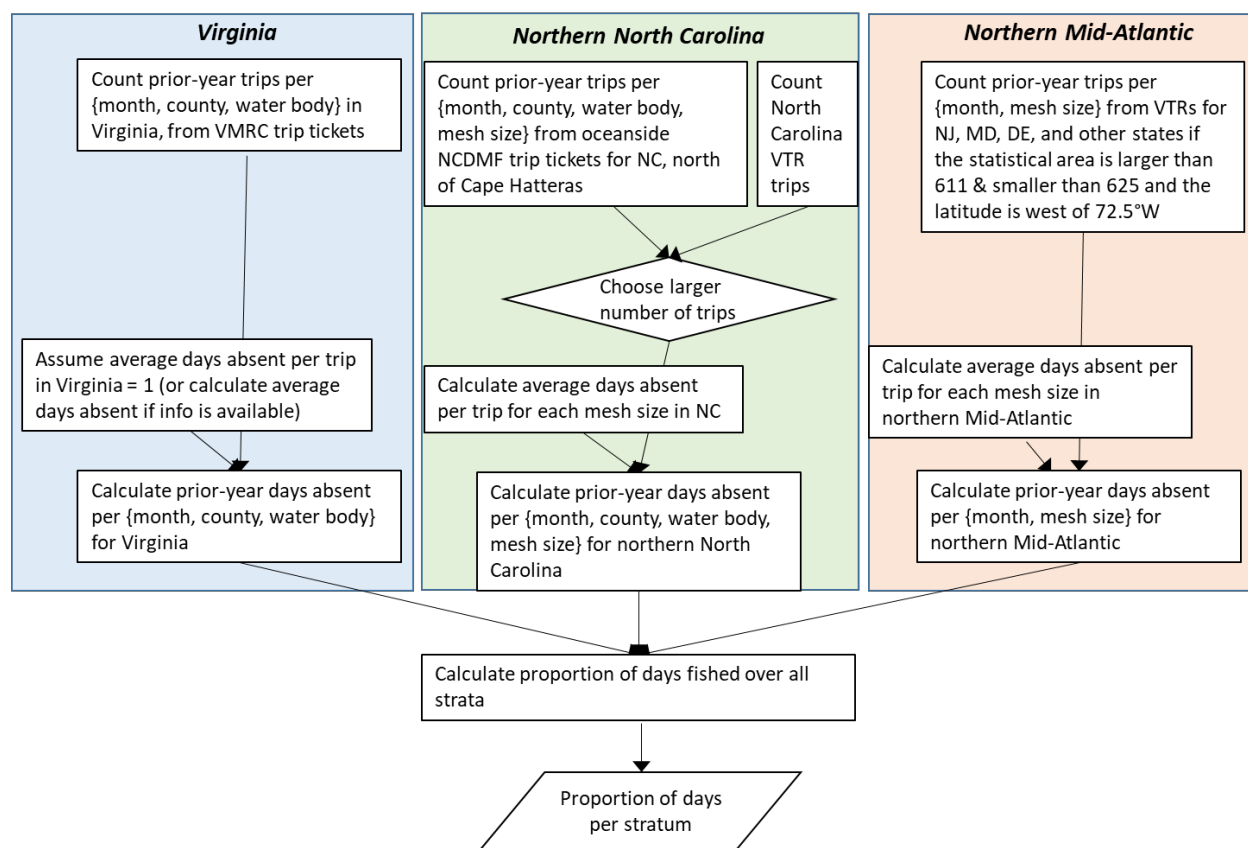 Virginia
Count prior-year trips per
{month, county, water body} in
Virginia, from VMRC trip tickets
Assume average days absent per trip
in Virginia = 1 (or calculate average
days absent if info is available)
Calculate prior-year days absent
per {month, county, water body}
for Virginia
Northern North Carolina
Count prior-year trips per
{month, county, water body,
mesh size} from oceanside
NCDMF trip tickets for NC, north
of Cape Hatteras
Count
North
Carolina
VTR
trips
Choose larger
number of trips
Calculate average days absent
per trip for each mesh size in NC
Calculate prior-year days absent
per {month, county, water body,
mesh size} for northern North
Carolina
Northern Mid-Atlantic
Count prior-year trips per
{month, mesh size} from VTRs for
NJ, MD, DE, and other states if
the statistical area is larger than
611 & smaller than 625 and the
latitude is west of 72.5°W
Calculate average days absent per
trip for each mesh size in
northern Mid-Atlantic
Calculate prior-year days absent
per {month, mesh size} for
northern Mid-Atlantic
Calculate proportion of days fished over all
strata
Proportion of days
per stratum